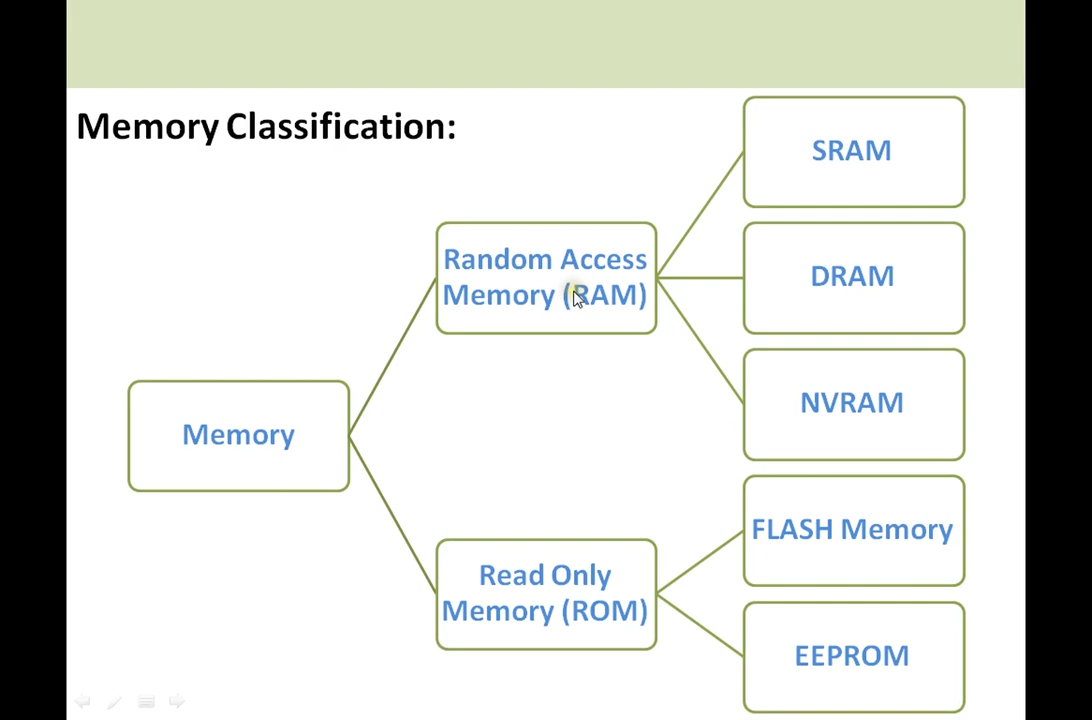 Memory Classification:
SRAM
Random Access
Memory (RAM)
DRAM
NVRAM
Memory
FLASH Memory
Read Only
Memory (ROM)
EEPROM